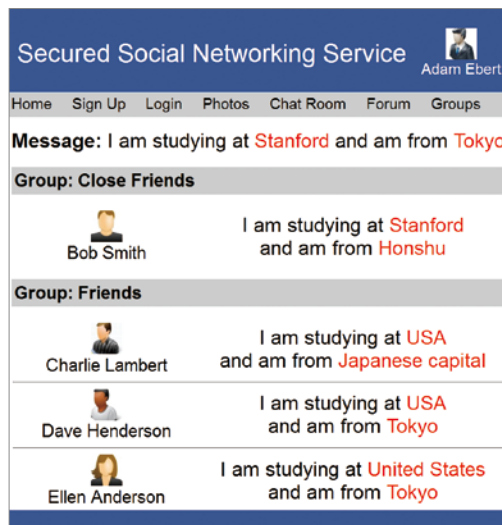 Secured Social Networking Service
Adam Ebert
Home Sign Up Login Photos Chat Room Forum Groups
Message: I am studying at Stanford and am from Tokyo
Group: Close Friends
I am studying at Stanford
and am from Honshu
Bob Smith
Group: Friends
I am studying at USA
and am from Japanese capital
Charlie Lambert
I am studying at USA
and am from Tokyo
Dave Henderson
I am studying at United States
and am from Tokyo
Ellen Anderson